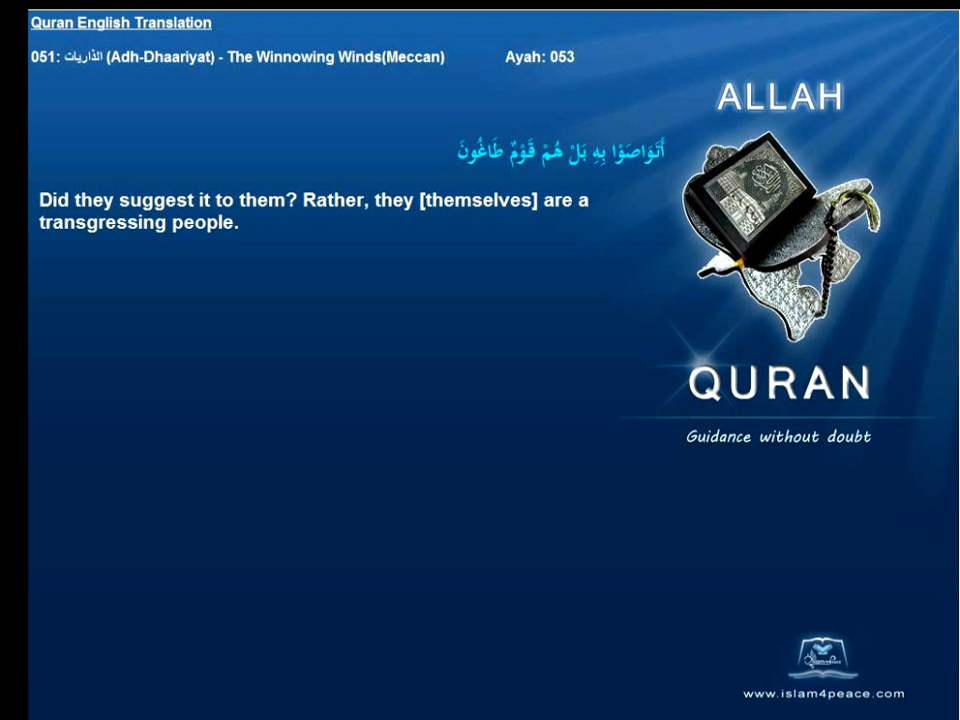 Quran English Translation
051: الذاريات (Adh-Dhaariyat) - The Winnowing Winds(Meccan) Ayah: 053
ALLAH
أَتَوَاصَوْا بِهِ بَلْ هُمْ قَوْمٌ طَاغُونَ
Did they suggest it to them? Rather, they [themselves] are a
transgressing people.
QURAN
Guidance without doubt
www.islam4peace.com